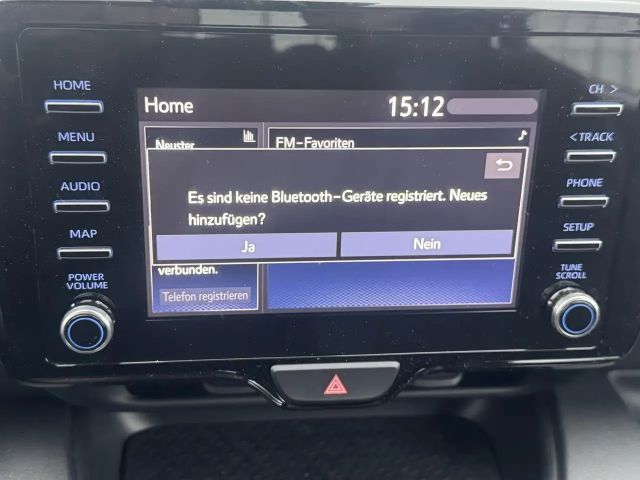 HOME
MENU
AUDIO
MAP
POWER
VOLUME
Home
15:12
Neuster
FM-Favoriten
Es sind keine Bluetooth-Geräte registriert. Neues
hinzufügen?
Ja
Nein
verbunden.
Telefon registrieren
CH >
< TRACK
PHONE
SETUP
TUNE
SCROLL